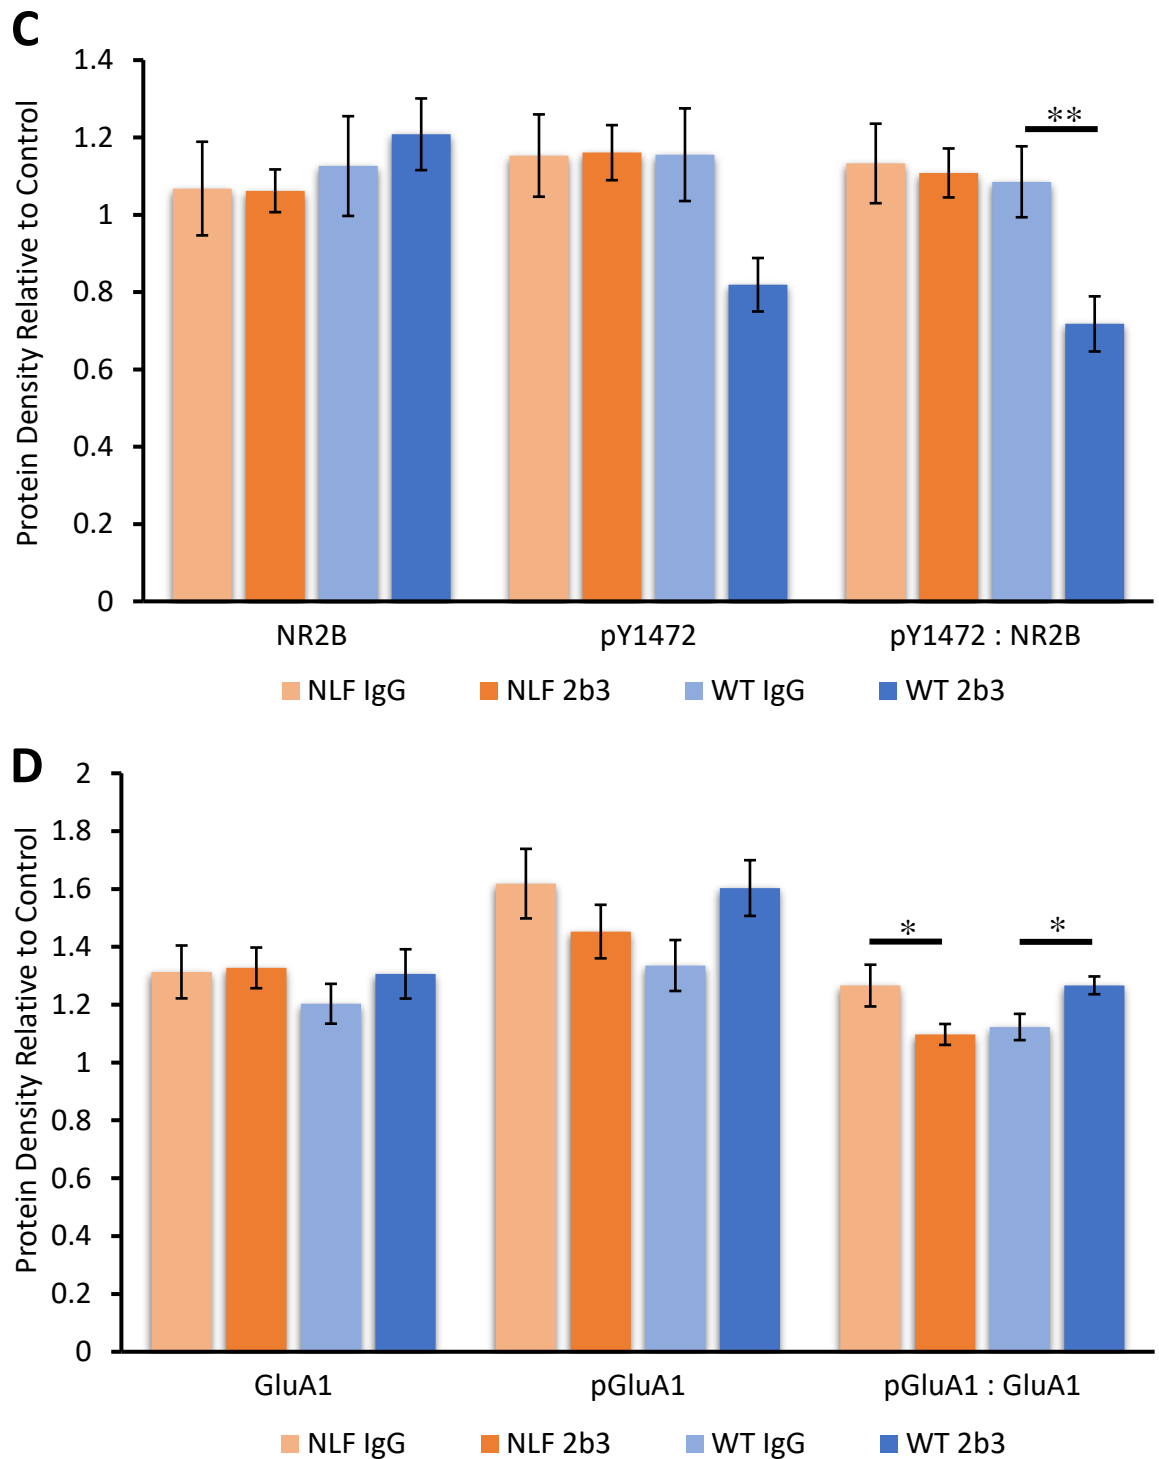 C
Protein Density Relative to Control
1.4
1.2
1
0.8
0.6
0.4
0.2
0
**
NR2B pY1472 pY1472 : NR2B
NLF IgG NLF 2b3 WT IgG WT 2b3
D
Protein Density Relative to Control
2
1.8
1.6
1.4
1.2
1
0.8
0.6
0.4
0.2
0
* *
GluA1 pGluA1 pGluA1 : GluA1
NLF IgG NLF 2b3 WT IgG WT 2b3